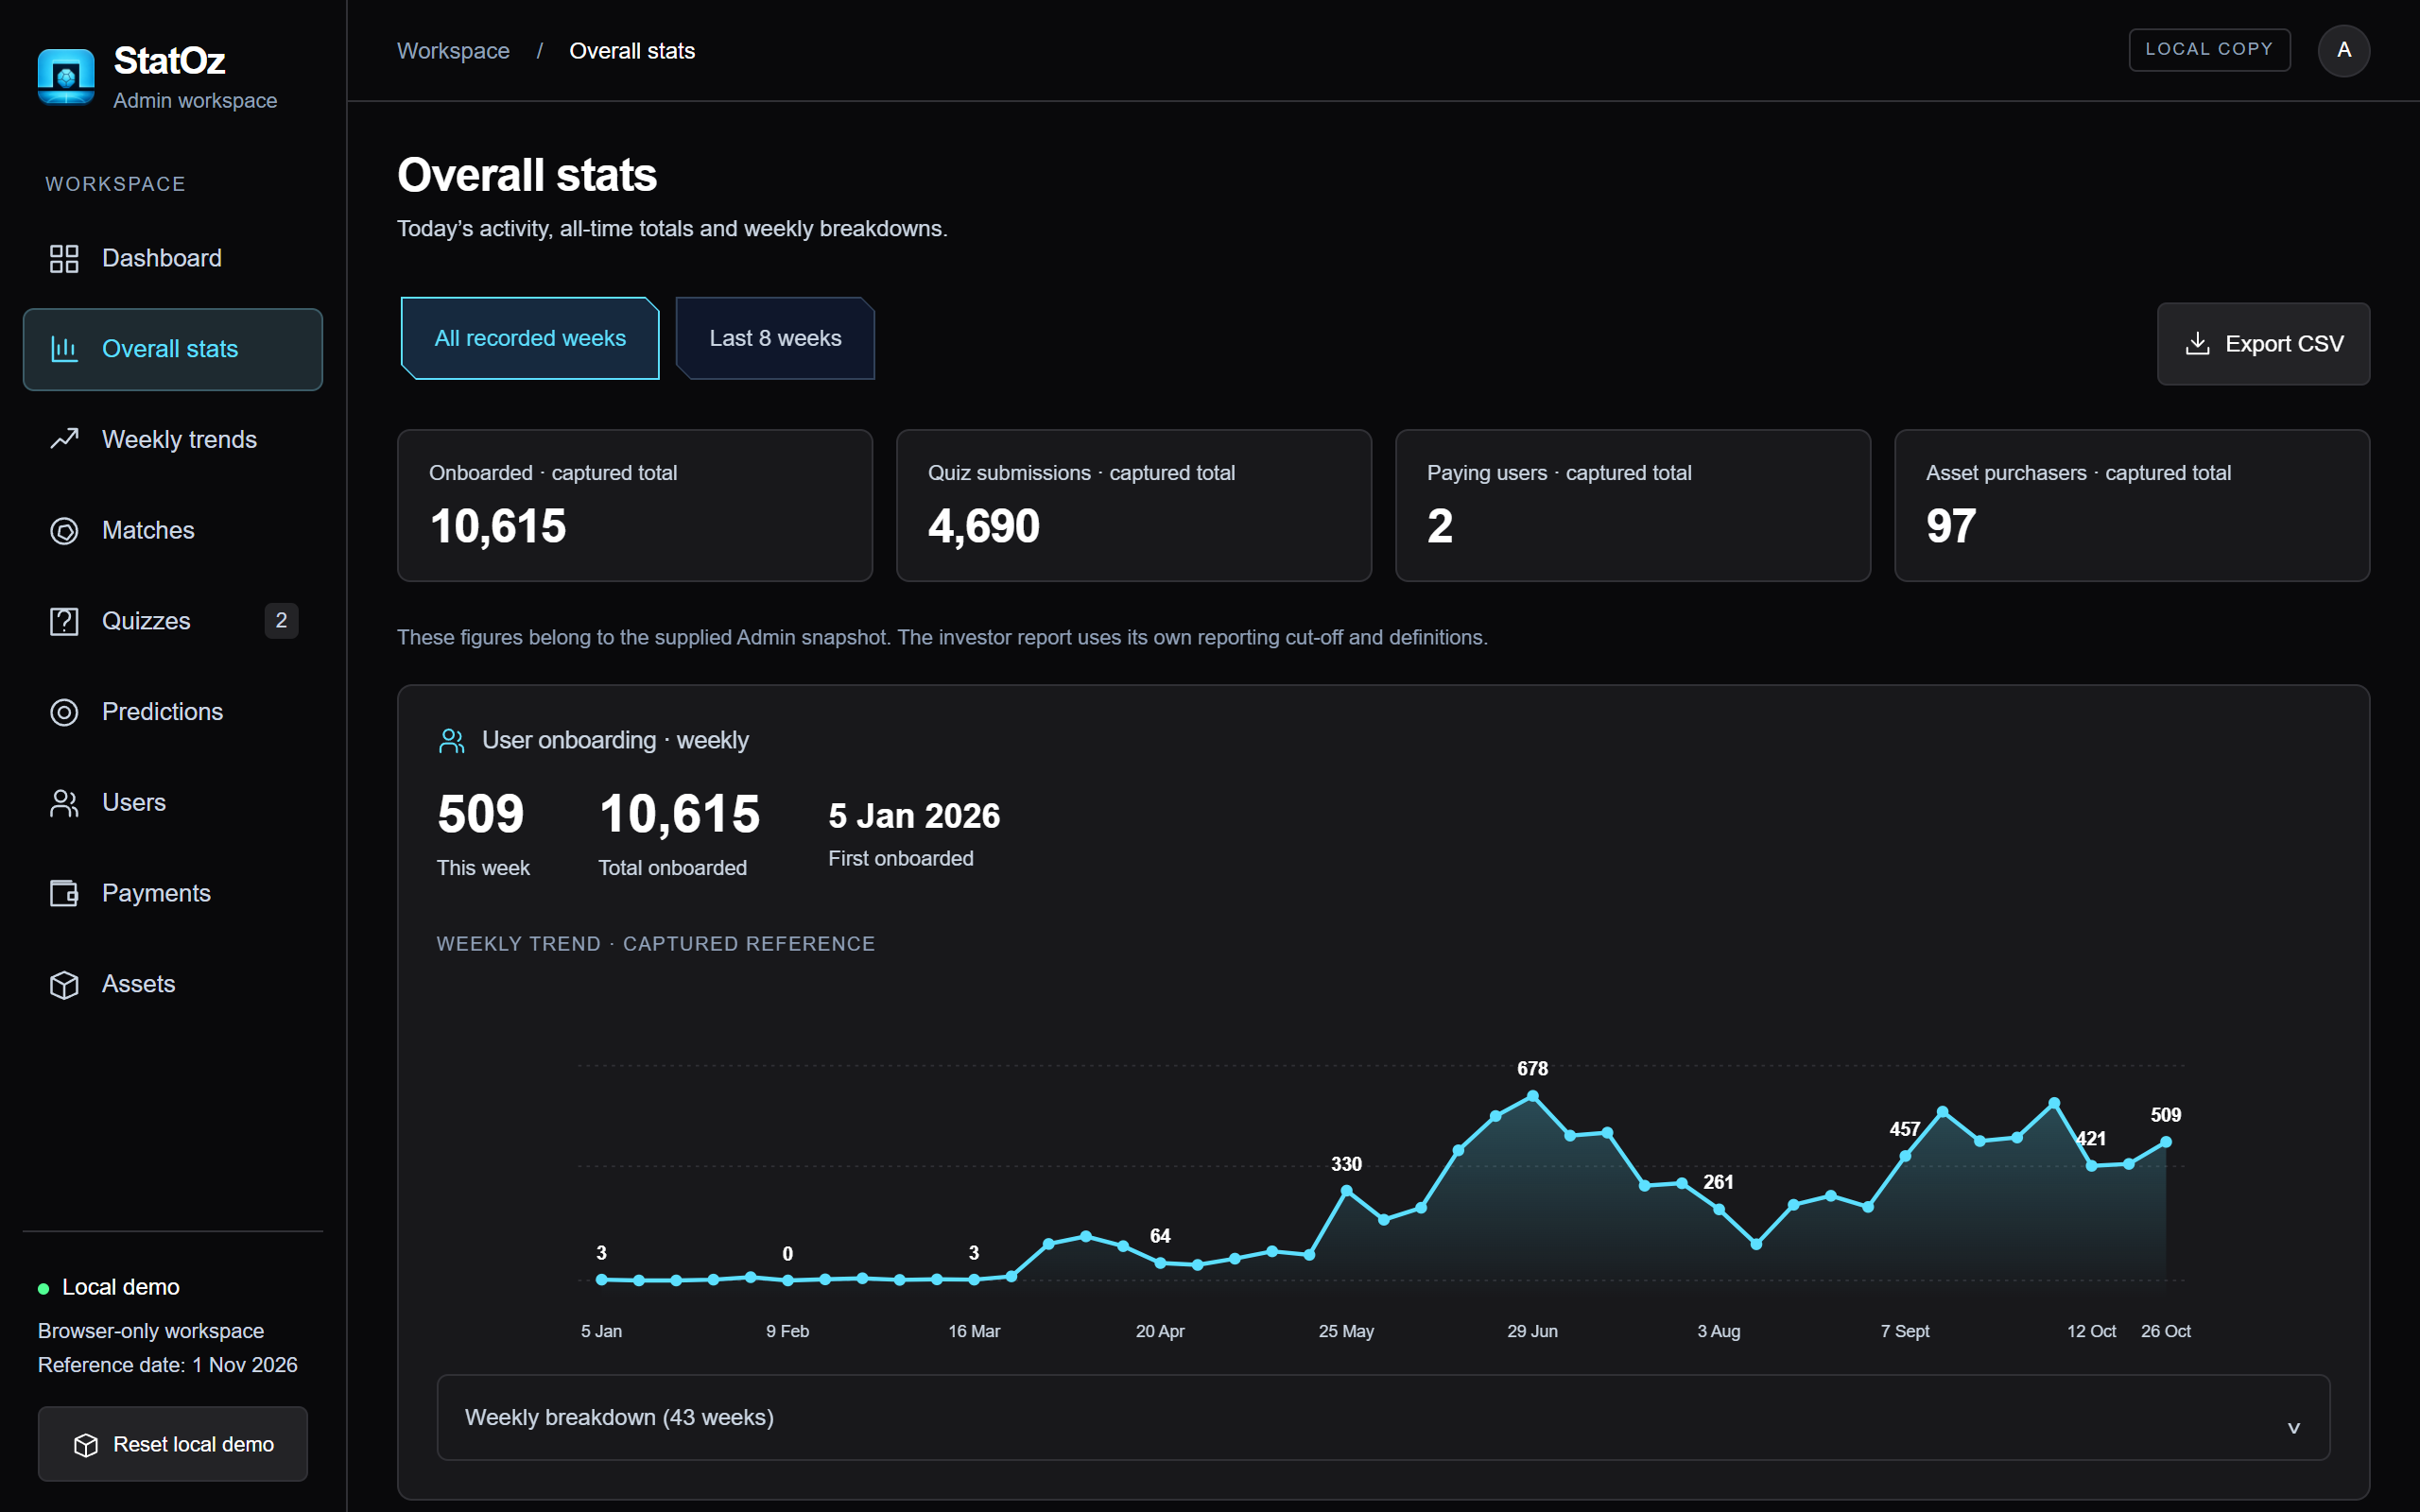 StatOz
Admin workspace
WORKSPACE
Dashboard
Overall stats
Weekly trends
Matches
Quizzes 2
Predictions
Users
Payments
Assets
Local demo
Browser-only workspace
Reference date: 1 Nov 2026
Reset local demo
Workspace / Overall stats
LOCAL COPY A
Overall stats
Today’s activity, all-time totals and weekly breakdowns.
All recorded weeks Last 8 weeks
Export CSV
Onboarded · captured total
10,615
Quiz submissions · captured total
4,690
Paying users · captured total
2
Asset purchasers · captured total
97
These figures belong to the supplied Admin snapshot. The investor report uses its own reporting cut-off and definitions.
User onboarding · weekly
509
This week
10,615
Total onboarded
5 Jan 2026
First onboarded
WEEKLY TREND · CAPTURED REFERENCE
3 0 3 64 330 678 261 457 421 509
5 Jan 9 Feb 16 Mar 20 Apr 25 May 29 Jun 3 Aug 7 Sept 12 Oct 26 Oct
Weekly breakdown (43 weeks) v